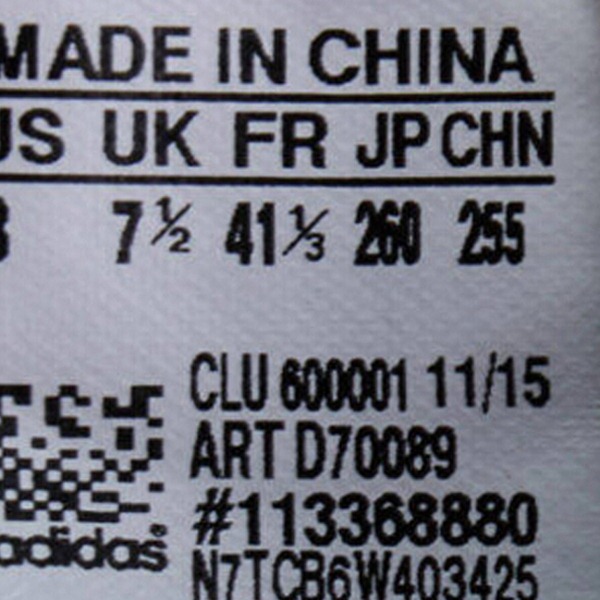 MADE IN CHINA
US UK FR JP CHN
8 7½ 41⅓ 260 255
CLU 600001 11/15
ART D70089
#113368880
adidas®
N7TCB6W403425